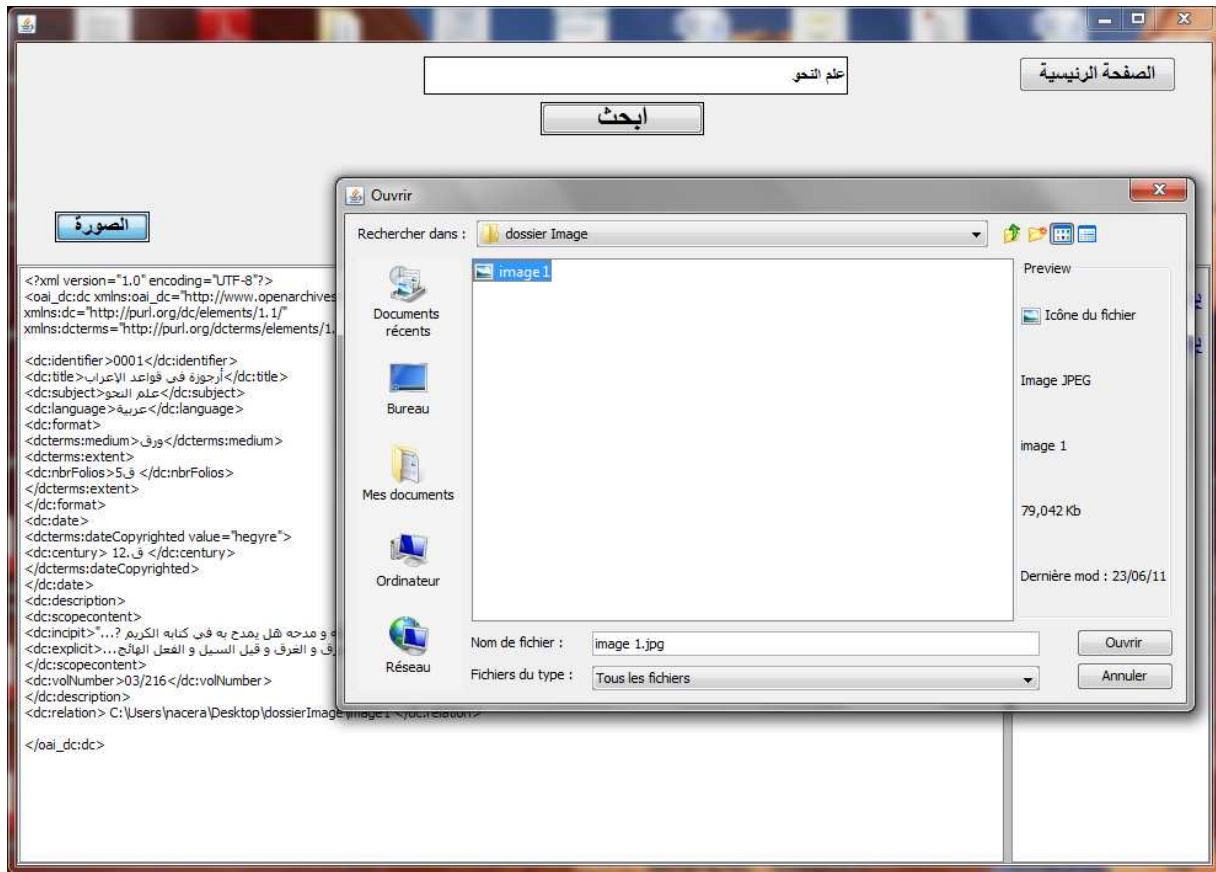 علم النحو
الصفحة الرئيسية
ابحث
الصورة
<?xml version="1.0" encoding="UTF-8"?>
<oai_dc:dc xmlns:oai_dc="http://www.openarchives
xmlns:dc="http://purl.org/dc/elements/1.1/"
xmlns:dcterms="http://purl.org/dcterms/elements/1.
<dc:identifier>0001</dc:identifier>
<dc:title>أرجوزة في قواعد الإعراب</dc:title>
<dc:subject>علم النحو</dc:subject>
<dc:language>عربية</dc:language>
<dc:format>
<dcterms:medium>ورق</dcterms:medium>
<dcterms:extent>
<dc:nbrFolios>5ق </dc:nbrFolios>
</dcterms:extent>
</dc:format>
<dc:date>
<dcterms:dateCopyrighted value="hegyre">
<dc:century> 12.ق </dc:century>
</dcterms:dateCopyrighted>
</dc:date>
<dc:description>
<dc:scopecontent>
<dc:incipit>"...? و مدحه هل يمدح به في كتابه الكريم
<dc:explicit>...و الغرق و قيل السيل و الفعل الهائج
</dc:scopecontent>
<dc:volNumber>03/216</dc:volNumber>
</dc:description>
<dc:relation> C:\Users\nacera\Desktop\dossierImage\image1 </dc:relation>
</oai_dc:dc>
Ouvrir
Rechercher dans :
dossier Image
Documents
récents
Bureau
Mes documents
Ordinateur
Réseau
image 1
Preview
Icône du fichier
Image JPEG
image 1
79,042 Kb
Dernière mod : 23/06/11
Nom de fichier :
image 1.jpg
Ouvrir
Fichiers du type :
Tous les fichiers
Annuler